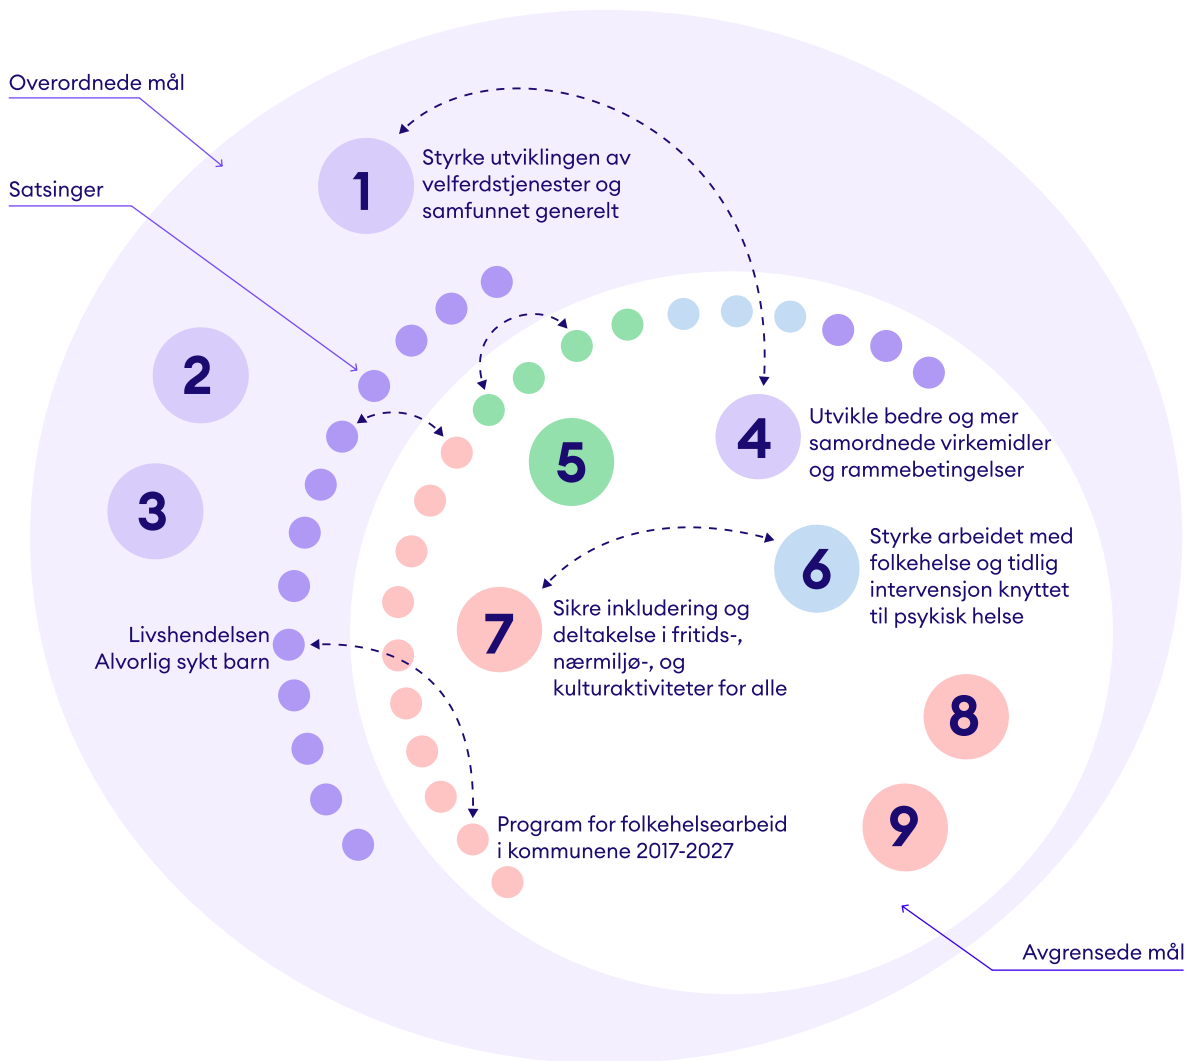 Overordnede mål
Satsinger
1
Styrke utviklingen av
velferdstjenester og
samfunnet generelt
2
3
4
Utvikle bedre og mer
samordnede virkemidler
og rammebetingelser
5
6
Styrke arbeidet med
folkehelse og tidlig
intervensjon knyttet
til psykisk helse
7
Sikre inkludering og
deltakelse i fritids-,
nærmiljø-, og
kulturaktiviteter for alle
Livshendelsen
Alvorlig sykt barn
8
9
Program for folkehelsearbeid
i kommunene 2017-2027
Avgrensede mål